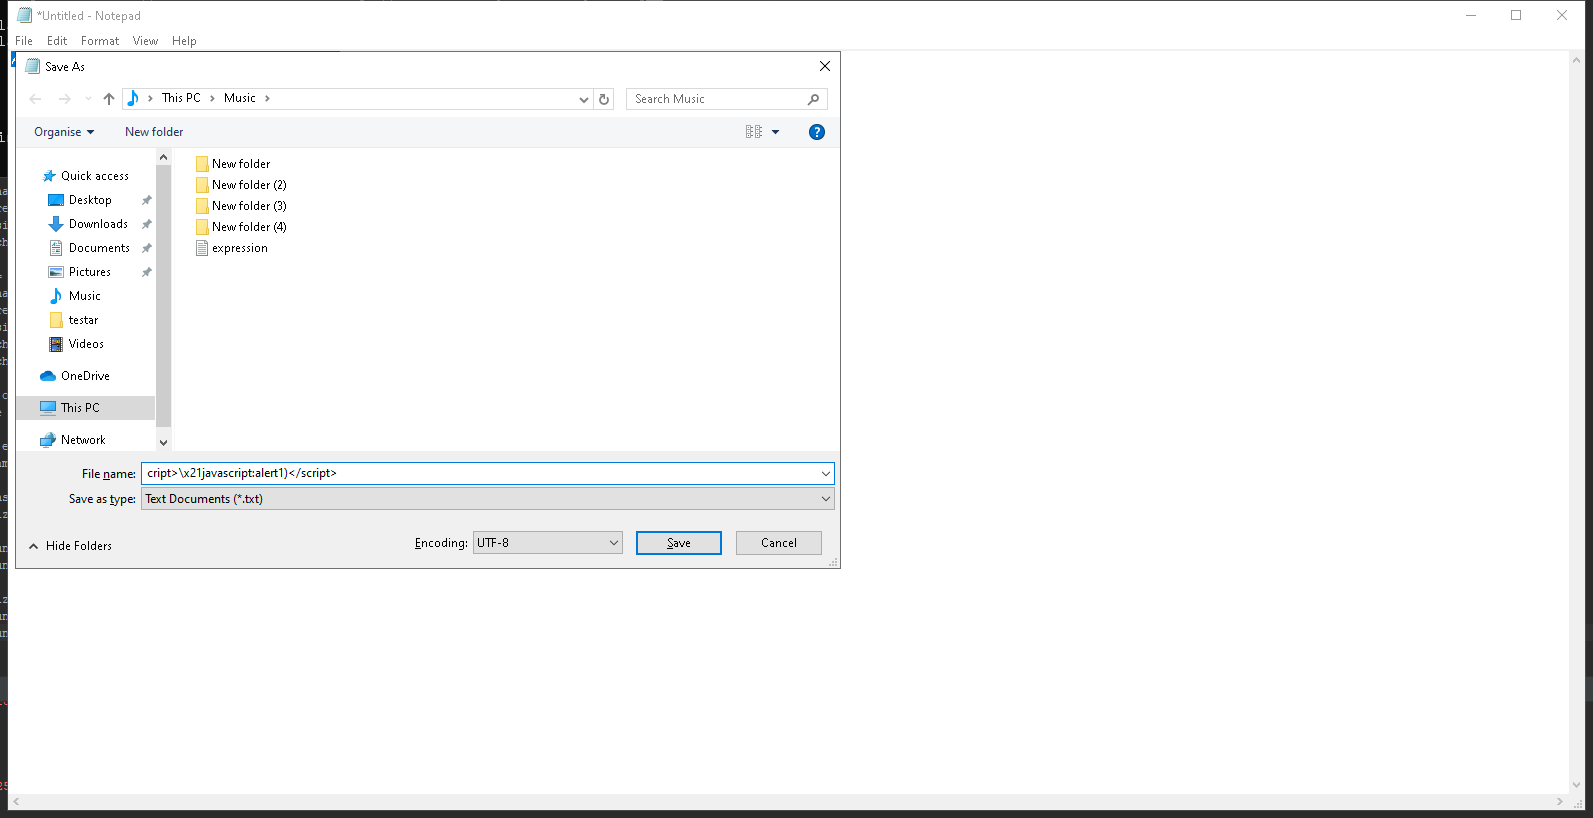 *Untitled - Notepad
File Edit Format View Help
Save As
This PC Music
Search Music
Organise New folder
Quick access
Desktop
Downloads
Documents
Pictures
Music
testar
Videos
OneDrive
This PC
Network
New folder
New folder (2)
New folder (3)
New folder (4)
expression
File name: cript>\x21javascript:alert1)</script>
Save as type: Text Documents (*.txt)
Hide Folders
Encoding: UTF-8 Save Cancel